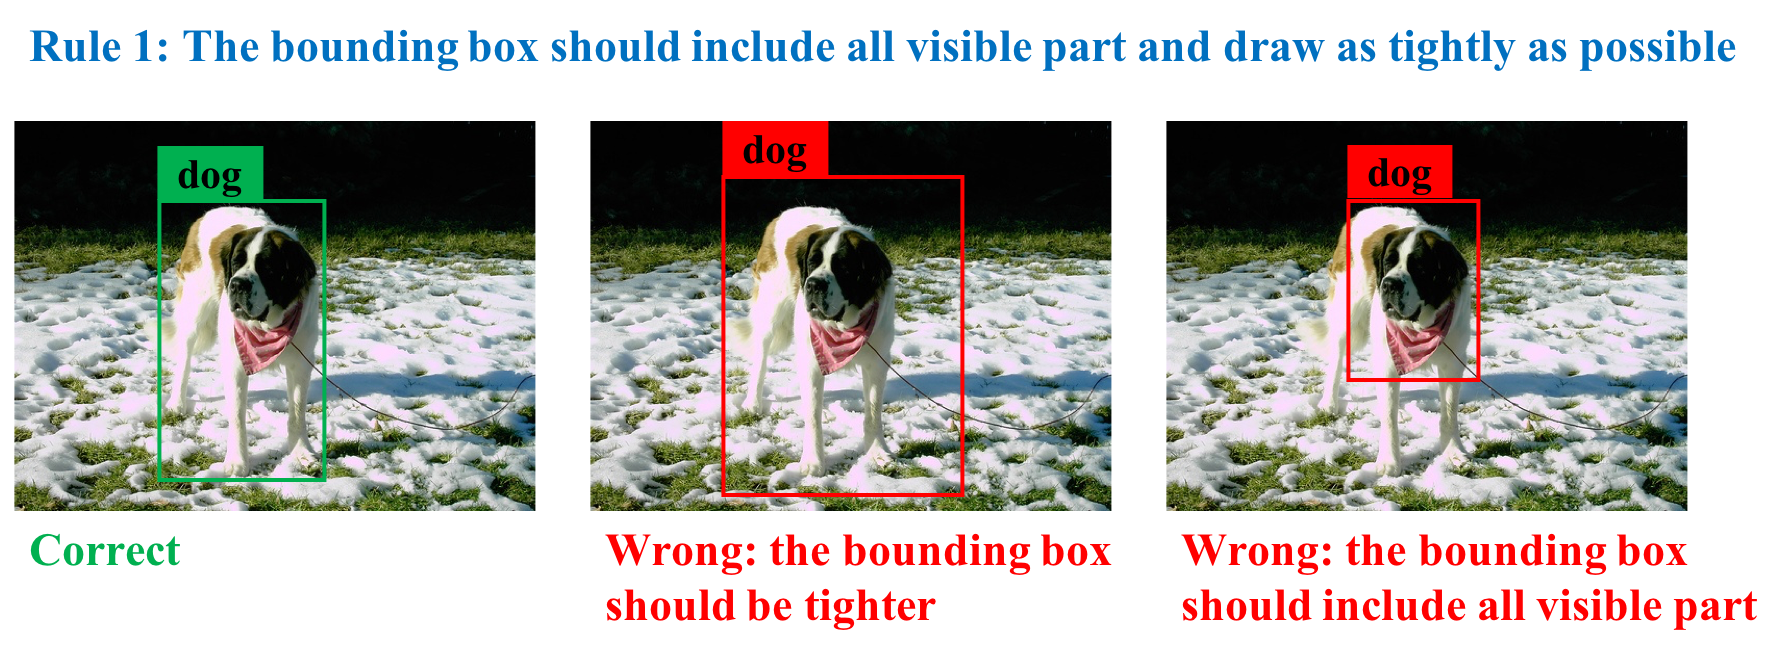 Rule 1: The bounding box should include all visible part and draw as tightly as possible
dog
dog
dog
Correct
Wrong: the bounding box
should be tighter
Wrong: the bounding box
should include all visible part